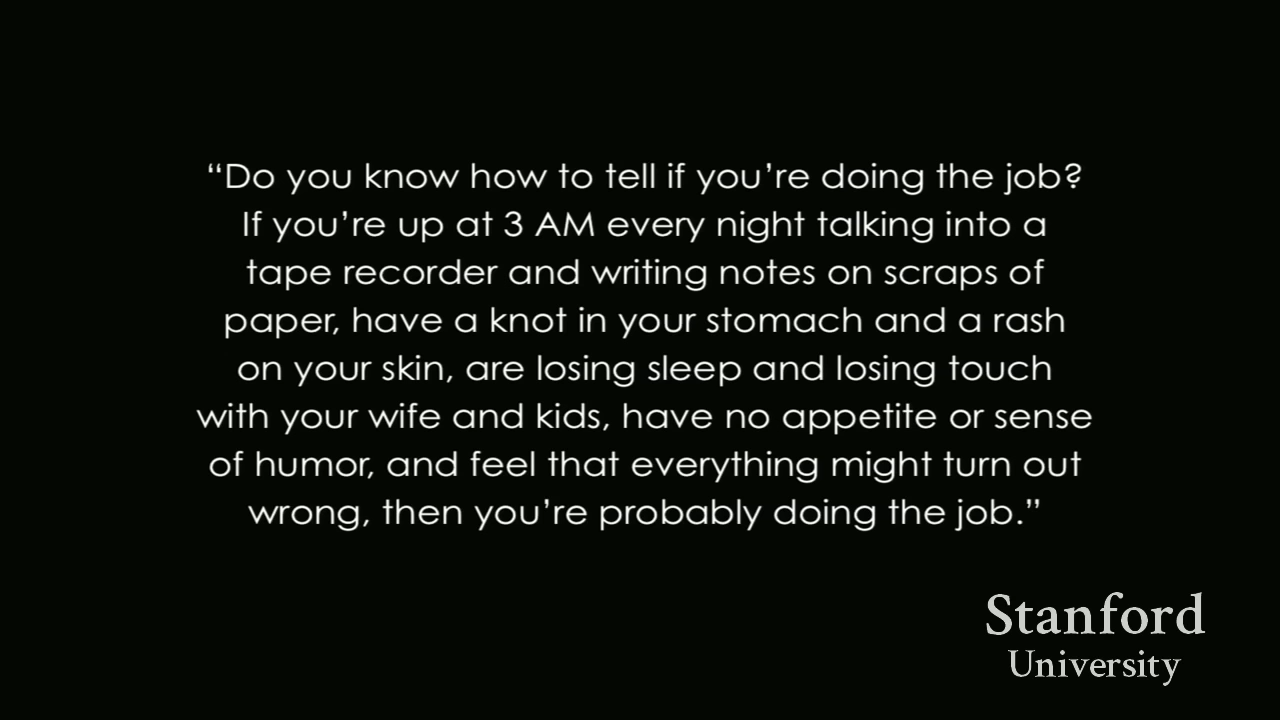 “Do you know how to tell if you’re doing the job?
If you’re up at 3 AM every night talking into a
tape recorder and writing notes on scraps of
paper, have a knot in your stomach and a rash
on your skin, are losing sleep and losing touch
with your wife and kids, have no appetite or sense
of humor, and feel that everything might turn out
wrong, then you’re probably doing the job.”
Stanford
University